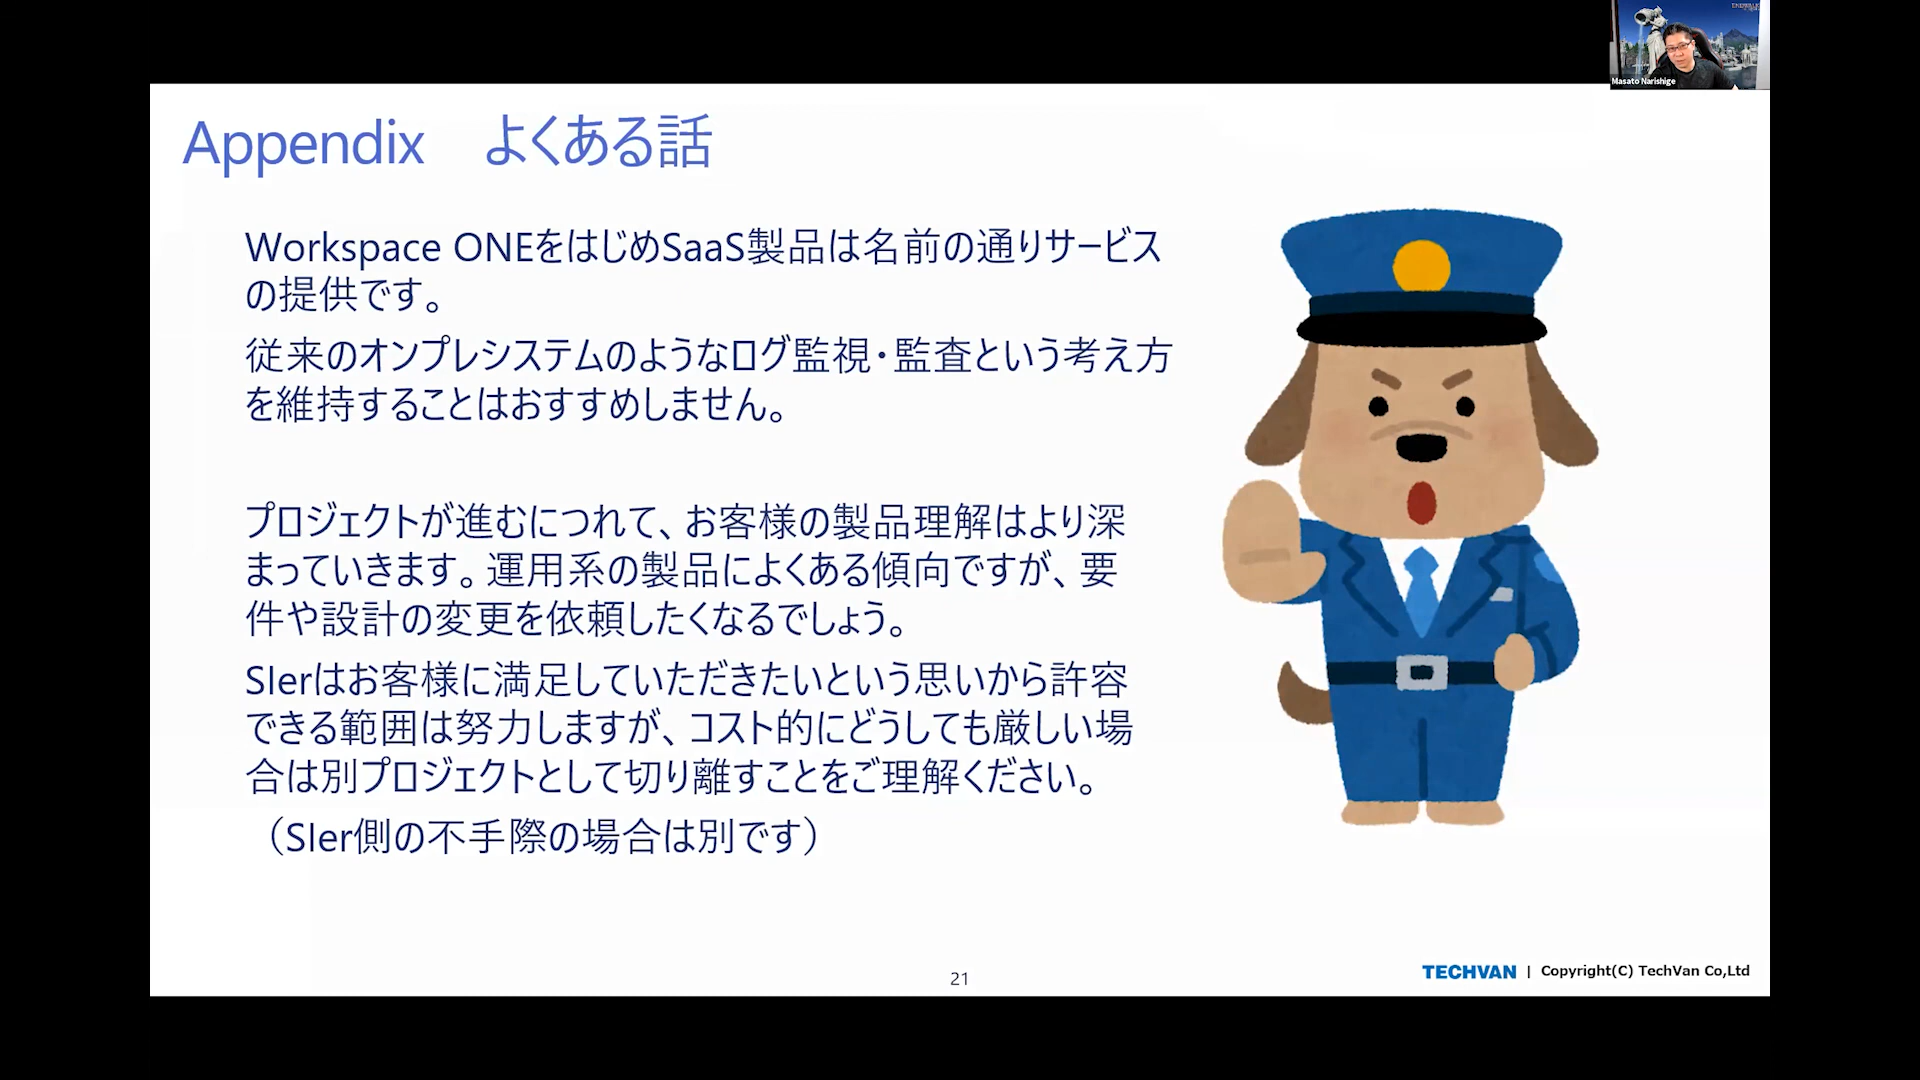 Masato Narishige
Appendix　よくある話
Workspace ONEをはじめSaaS製品は名前の通りサービス
の提供です。
従来のオンプレシステムのようなログ監視・監査という考え方
を維持することはおすすめしません。
プロジェクトが進むにつれて、お客様の製品理解はより深
まっていきます。運用系の製品によくある傾向ですが、要
件や設計の変更を依頼したくなるでしょう。
SIerはお客様に満足していただきたいという思いから許容
できる範囲は努力しますが、コスト的にどうしても厳しい場
合は別プロジェクトとして切り離すことをご理解ください。
（SIer側の不手際の場合は別です）
21
TECHVAN | Copyright(C) TechVan Co,Ltd